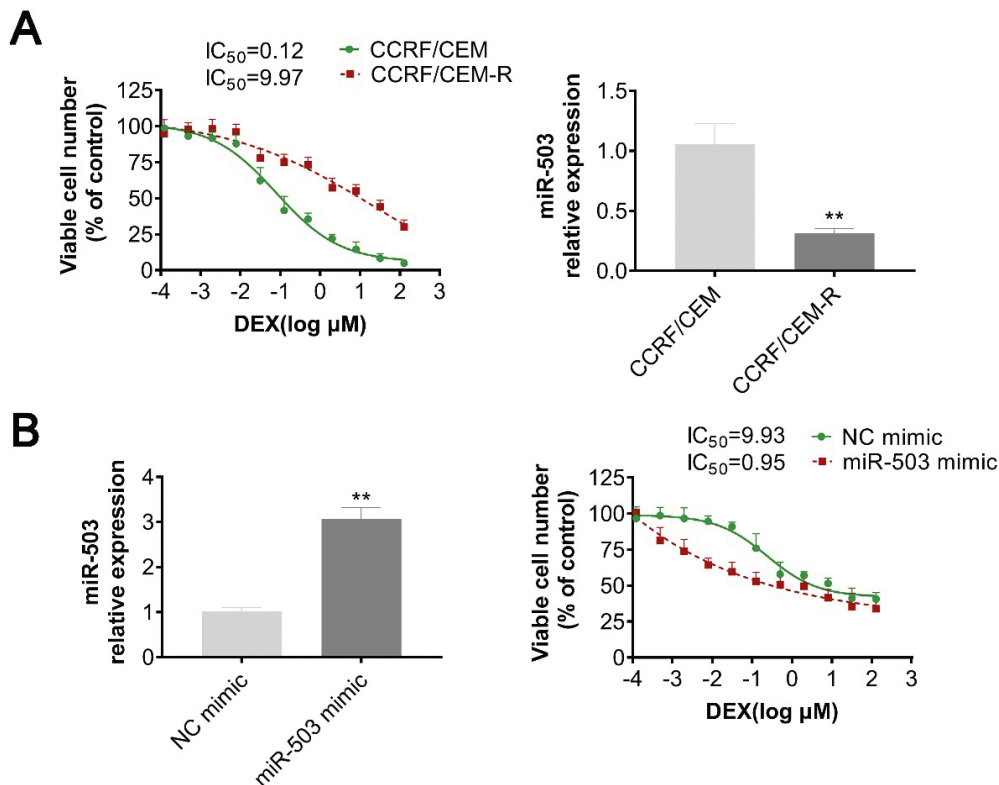 A
IC50=0.12 CCRF/CEM
IC50=9.97 CCRF/CEM-R
Viable cell number
(% of control)
125
100
75
50
25
0
-4 -3 -2 -1 0 1 2 3
DEX(log μM)
miR-503
relative expression
1.5
1.0
0.5
0.0
**
CCRF/CEM
CCRF/CEM-R
B
miR-503
relative expression
4
3
2
1
0
**
NC mimic
miR-503 mimic
IC50=9.93 NC mimic
IC50=0.95 miR-503 mimic
Viable cell number
(% of control)
125
100
75
50
25
0
-4 -3 -2 -1 0 1 2 3
DEX(log μM)